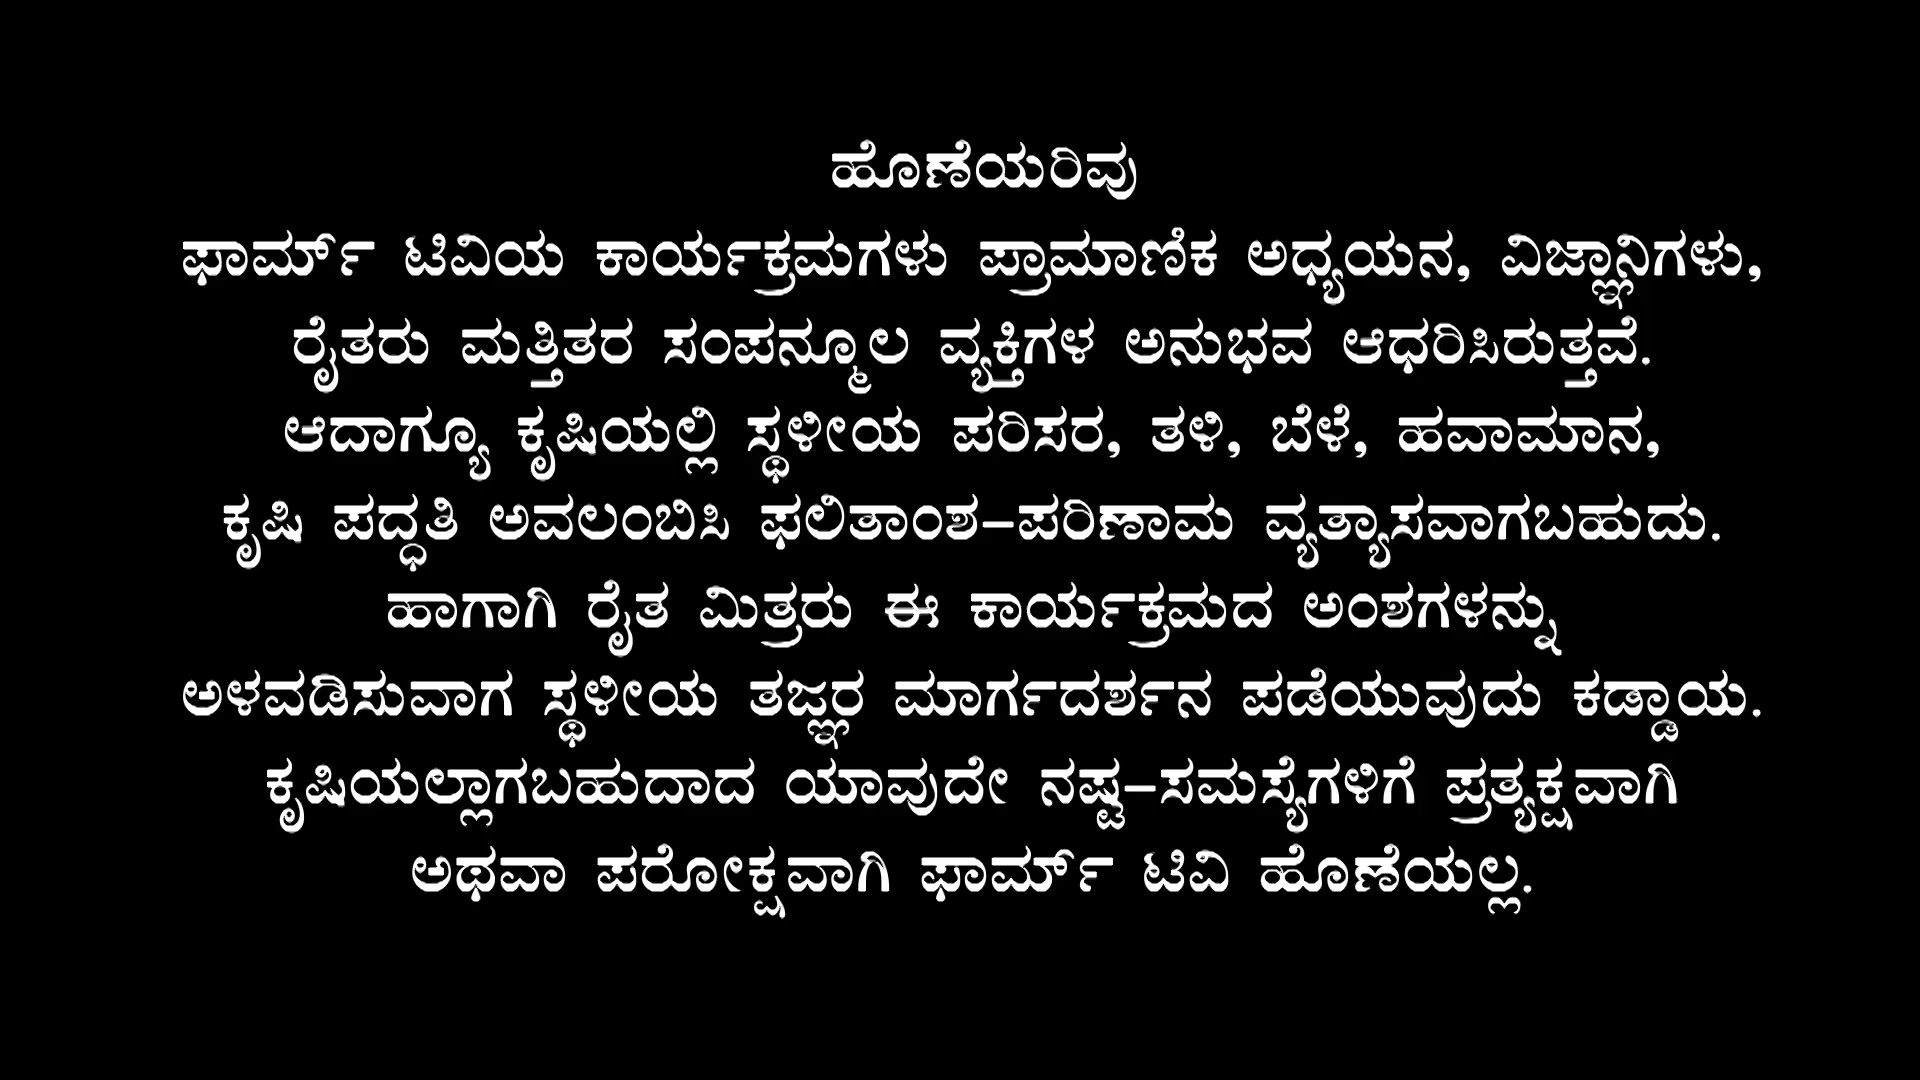 ಹೊಣೆಯರಿವು
ಫಾರ್ಮ್ ಟಿವಿಯ ಕಾರ್ಯಕ್ರಮಗಳು ಪ್ರಾಮಾಣಿಕ ಅಧ್ಯಯನ, ವಿಜ್ಞಾನಿಗಳು,
ರೈತರು ಮತ್ತಿತರ ಸಂಪನ್ಮೂಲ ವ್ಯಕ್ತಿಗಳ ಅನುಭವ ಆಧರಿಸಿರುತ್ತವೆ.
ಆದಾಗ್ಯೂ ಕೃಷಿಯಲ್ಲಿ ಸ್ಥಳೀಯ ಪರಿಸರ, ತಳಿ, ಬೆಳೆ, ಹವಾಮಾನ,
ಕೃಷಿ ಪದ್ಧತಿ ಅವಲಂಬಿಸಿ ಫಲಿತಾಂಶ-ಪರಿಣಾಮ ವ್ಯತ್ಯಾಸವಾಗಬಹುದು.
ಹಾಗಾಗಿ ರೈತ ಮಿತ್ರರು ಈ ಕಾರ್ಯಕ್ರಮದ ಅಂಶಗಳನ್ನು
ಅಳವಡಿಸುವಾಗ ಸ್ಥಳೀಯ ತಜ್ಞರ ಮಾರ್ಗದರ್ಶನ ಪಡೆಯುವುದು ಕಡ್ಡಾಯ.
ಕೃಷಿಯಲ್ಲಾಗಬಹುದಾದ ಯಾವುದೇ ನಷ್ಟ-ಸಮಸ್ಯೆಗಳಿಗೆ ಪ್ರತ್ಯಕ್ಷವಾಗಿ
ಅಥವಾ ಪರೋಕ್ಷವಾಗಿ ಫಾರ್ಮ್ ಟಿವಿ ಹೊಣೆಯಲ್ಲ.